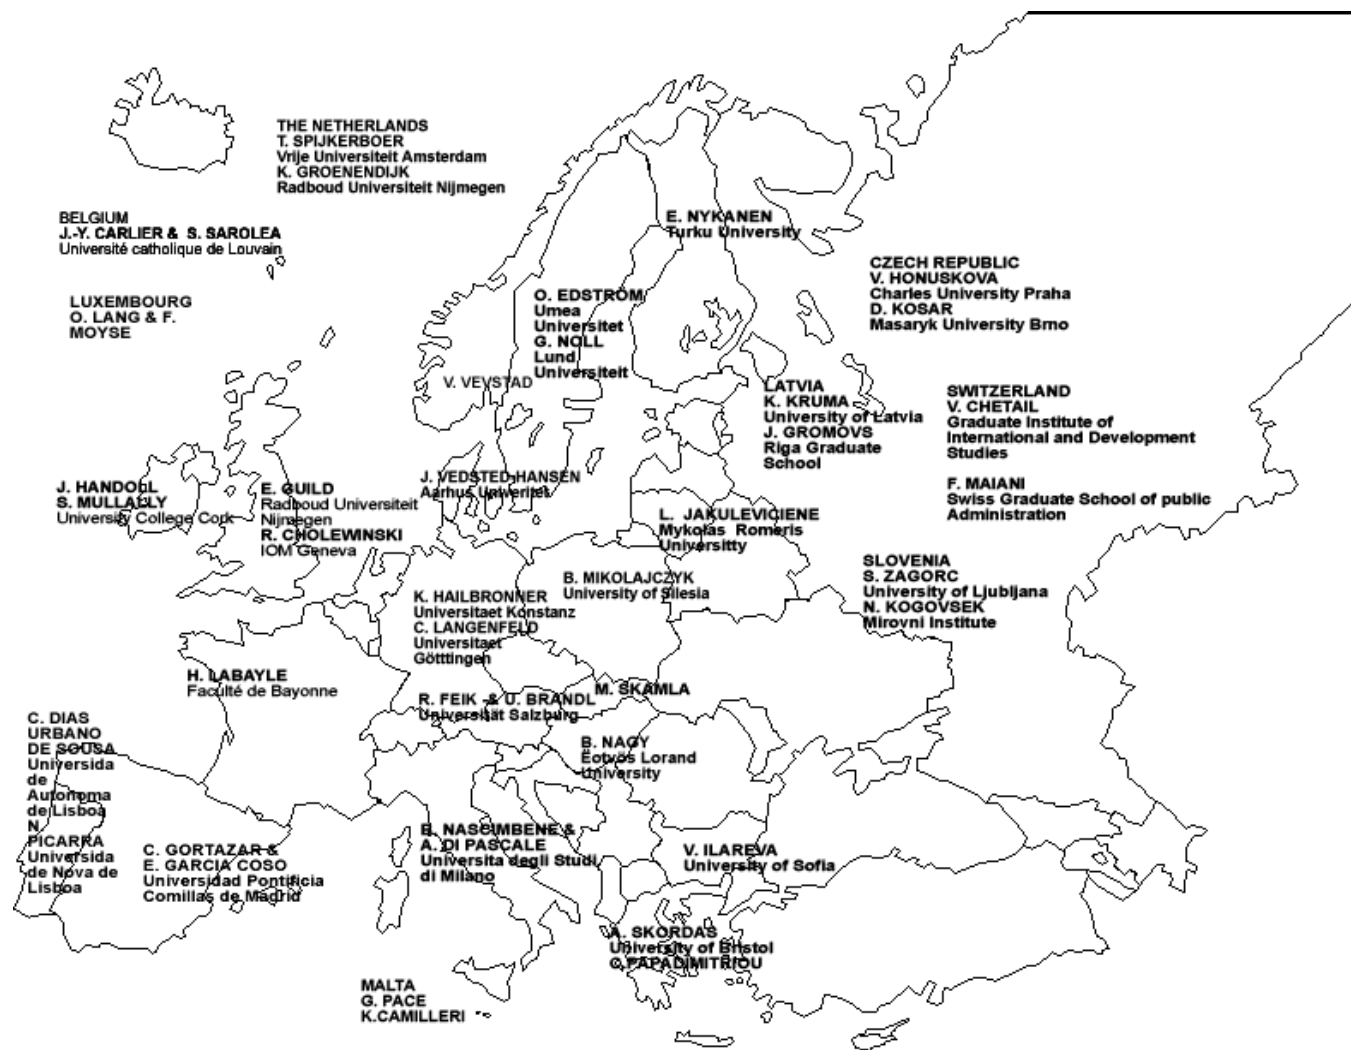 THE NETHERLANDS
T. SPIJKERBOER
Vrije Universiteit Amsterdam
K. GROENENDIJK
Radboud Universiteit Nijmegen
BELGIUM
J.-Y. CARLIER & S. SAROLEA
Université catholique de Louvain
LUXEMBOURG
O. LANG & F.
MOYSE
E. NYKANEN
Turku University
CZECH REPUBLIC
V. HONUSKOVA
Charles University Praha
D. KOSAR
Masaryk University Brno
O. EDSTROM
Umea
Universitet
G. NOLL
Lund
Universiteit
V. VEVSTAD
LATVIA
K. KRUMA
University of Latvia
J. GROMOVS
Riga Graduate
School
SWITZERLAND
V. CHETAIL
Graduate Institute of
International and Development
Studies
F. MAIANI
Swiss Graduate School of public
Administration
J. HANDOLL
S. MULLALLY
University College Cork
E. GUILD
Radboud Universiteit
Nijmegen
R. CHOLEWINSKI
IOM Geneva
J. VEDSTED-HANSEN
Aarhus Univeritet
L. JAKULEVICIENE
Mykolas Romeris
Universitty
SLOVENIA
S. ZAGORC
University of Ljubljana
N. KOGOVSEK
Mirovni Institute
B. MIKOLAJCZYK
University of Silesia
K. HAILBRONNER
Universitaet Konstanz
C. LANGENFELD
Universitaet
Götttingen
H. LABAYLE
Faculté de Bayonne
M. SKAMLA
R. FEIK & U. BRANDL
Universität Salzburg
C. DIAS
URBANO
DE SOUSA
Universida
de
Autonoma
de Lisboa
N.
PICARRA
Universida
de Nova de
Lisboa
B. NAGY
Eotvös Lorand
University
C. GORTAZAR &
E. GARCIA COSO
Universidad Pontificia
Comillas de Madrid
B. NASCIMBENE &
A. DI PASCALE
Universita degli Studi
di Milano
V. ILAREVA
University of Sofia
A. SKORDAS
University of Bristol
C.PAPADIMITRIOU
MALTA
G. PACE
K.CAMILLERI